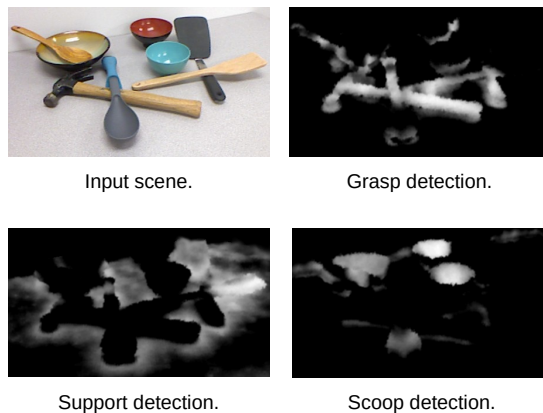 Input scene.
Grasp detection.
Support detection.
Scoop detection.